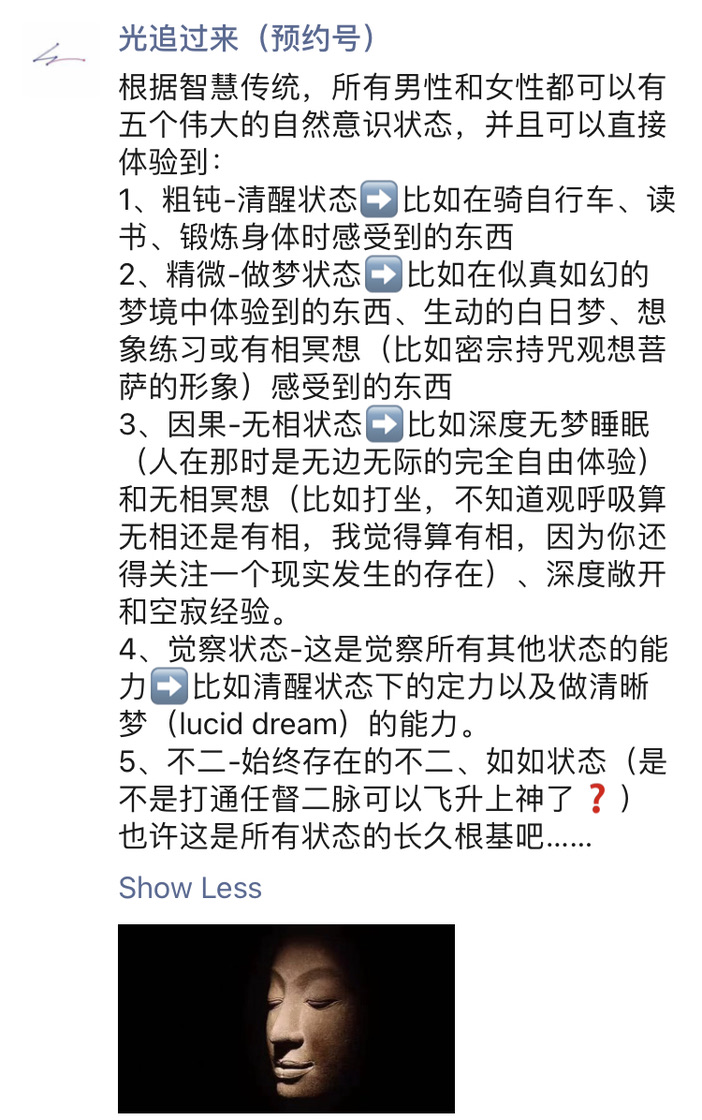 光追过来（预约号）
根据智慧传统，所有男性和女性都可以有
五个伟大的自然意识状态，并且可以直接
体验到：
1、粗钝-清醒状态➡️比如在骑自行车、读
书、锻炼身体时感受到的东西
2、精微-做梦状态➡️比如在似真如幻的
梦境中体验到的东西、生动的白日梦、想
象练习或有相冥想（比如密宗持咒观想菩
萨的形象）感受到的东西
3、因果-无相状态➡️比如深度无梦睡眠
（人在那时是无边无际的完全自由体验）
和无相冥想（比如打坐，不知道观呼吸算
无相还是有相，我觉得算有相，因为你还
得关注一个现实发生的存在）、深度敞开
和空寂经验。
4、觉察状态-这是觉察所有其他状态的能
力➡️比如清醒状态下的定力以及做清晰
梦（lucid dream）的能力。
5、不二-始终存在的不二、如如状态（是
不是打通任督二脉可以飞升上神了❓）
也许这是所有状态的长久根基吧……
Show Less